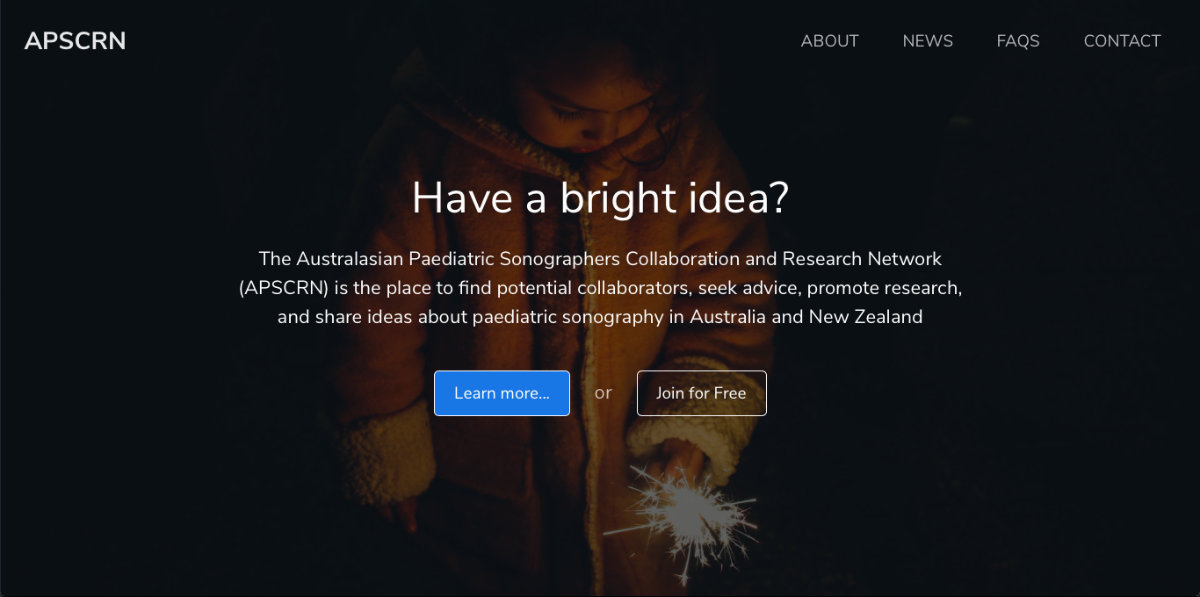 APSCRN
ABOUT
NEWS
FAQS
CONTACT
Have a bright idea?
The Australasian Paediatric Sonographers Collaboration and Research Network
(APSCRN) is the place to find potential collaborators, seek advice, promote research,
and share ideas about paediatric sonography in Australia and New Zealand
Learn more...
or
Join for Free